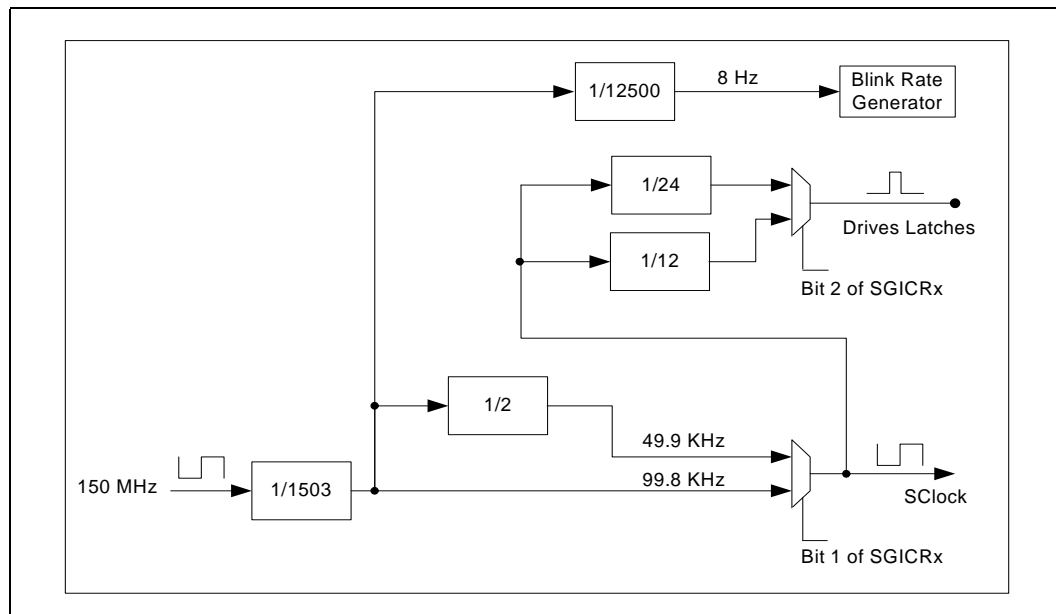 1/12500
8 Hz
Blink Rate
Generator
1/24
Drives Latches
1/12
Bit 2 of SGICRx
1/2
49.9 KHz
150 MHz
1/1503
99.8 KHz
SClock
Bit 1 of SGICRx